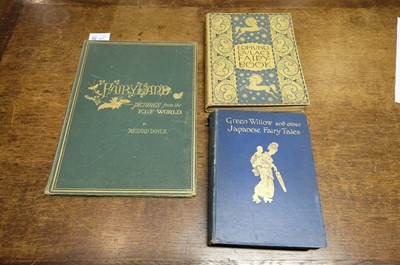 FAIRYLAND
PICTURES from the
ELF WORLD
BY
RICHARD DOYLE
EDMUND
DULAC'S
FAIRY
BOOK
Green Willow and other
Japanese Fairy Tales